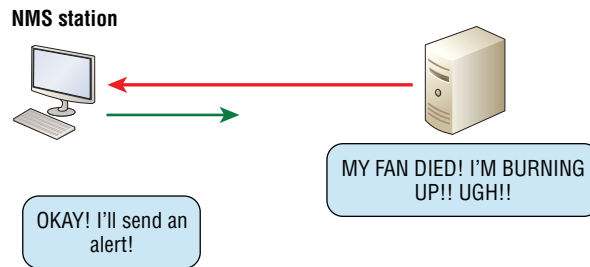 NMS station
MY FAN DIED! I'M BURNING
UP!! UGH!!
OKAY! I'll send an
alert!